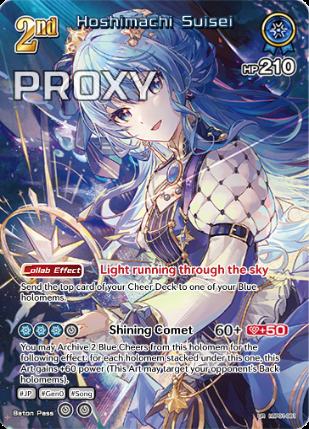 2nd
Hoshimachi Suisei
HP 210
PROXY
Collab Effect
Light running through the sky
Send the top card of your Cheer Deck to one of your Blue
holomems.
Shining Comet 60+ +50
You may Archive 2 Blue Cheers from this holomem for the
following effect: for each holomem stacked under this one, this
Art gains +60 power (This Art may target your opponent's Back
holomems).
#JP #Gen0 #Song
Baton Pass